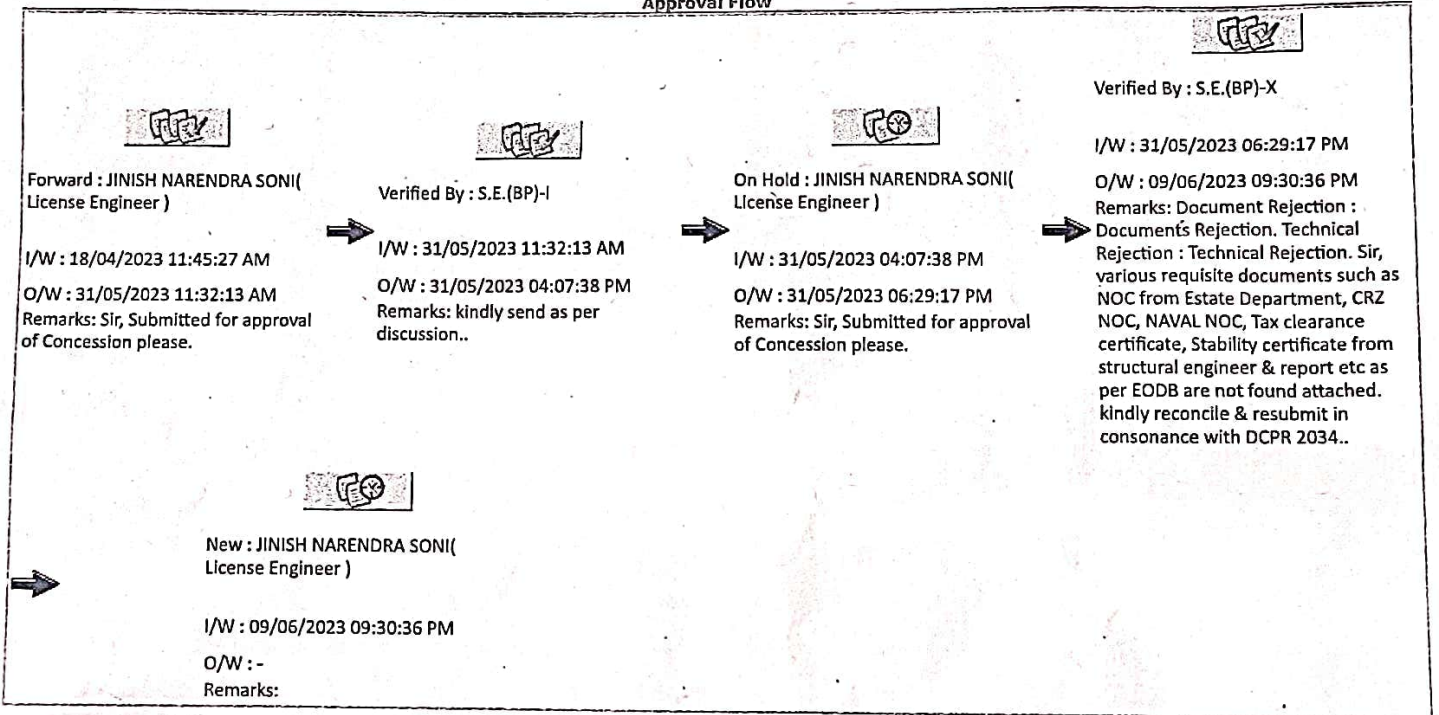 Approval Flow
Forward : JINISH NARENDRA SONI(
License Engineer )
I/W : 18/04/2023 11:45:27 AM
O/W : 31/05/2023 11:32:13 AM
Remarks: Sir, Submitted for approval
of Concession please.
Verified By : S.E.(BP)-I
I/W : 31/05/2023 11:32:13 AM
O/W : 31/05/2023 04:07:38 PM
Remarks: kindly send as per
discussion..
On Hold : JINISH NARENDRA SONI(
License Engineer )
I/W : 31/05/2023 04:07:38 PM
O/W : 31/05/2023 06:29:17 PM
Remarks: Sir, Submitted for approval
of Concession please.
Verified By : S.E.(BP)-X
I/W : 31/05/2023 06:29:17 PM
O/W : 09/06/2023 09:30:36 PM
Remarks: Document Rejection :
Documents Rejection. Technical
Rejection : Technical Rejection. Sir,
various requisite documents such as
NOC from Estate Department, CRZ
NOC, NAVAL NOC, Tax clearance
certificate, Stability certificate from
structural engineer & report etc as
per EODB are not found attached.
kindly reconcile & resubmit in
consonance with DCPR 2034..
New : JINISH NARENDRA SONI(
License Engineer )
I/W : 09/06/2023 09:30:36 PM
O/W : -
Remarks: